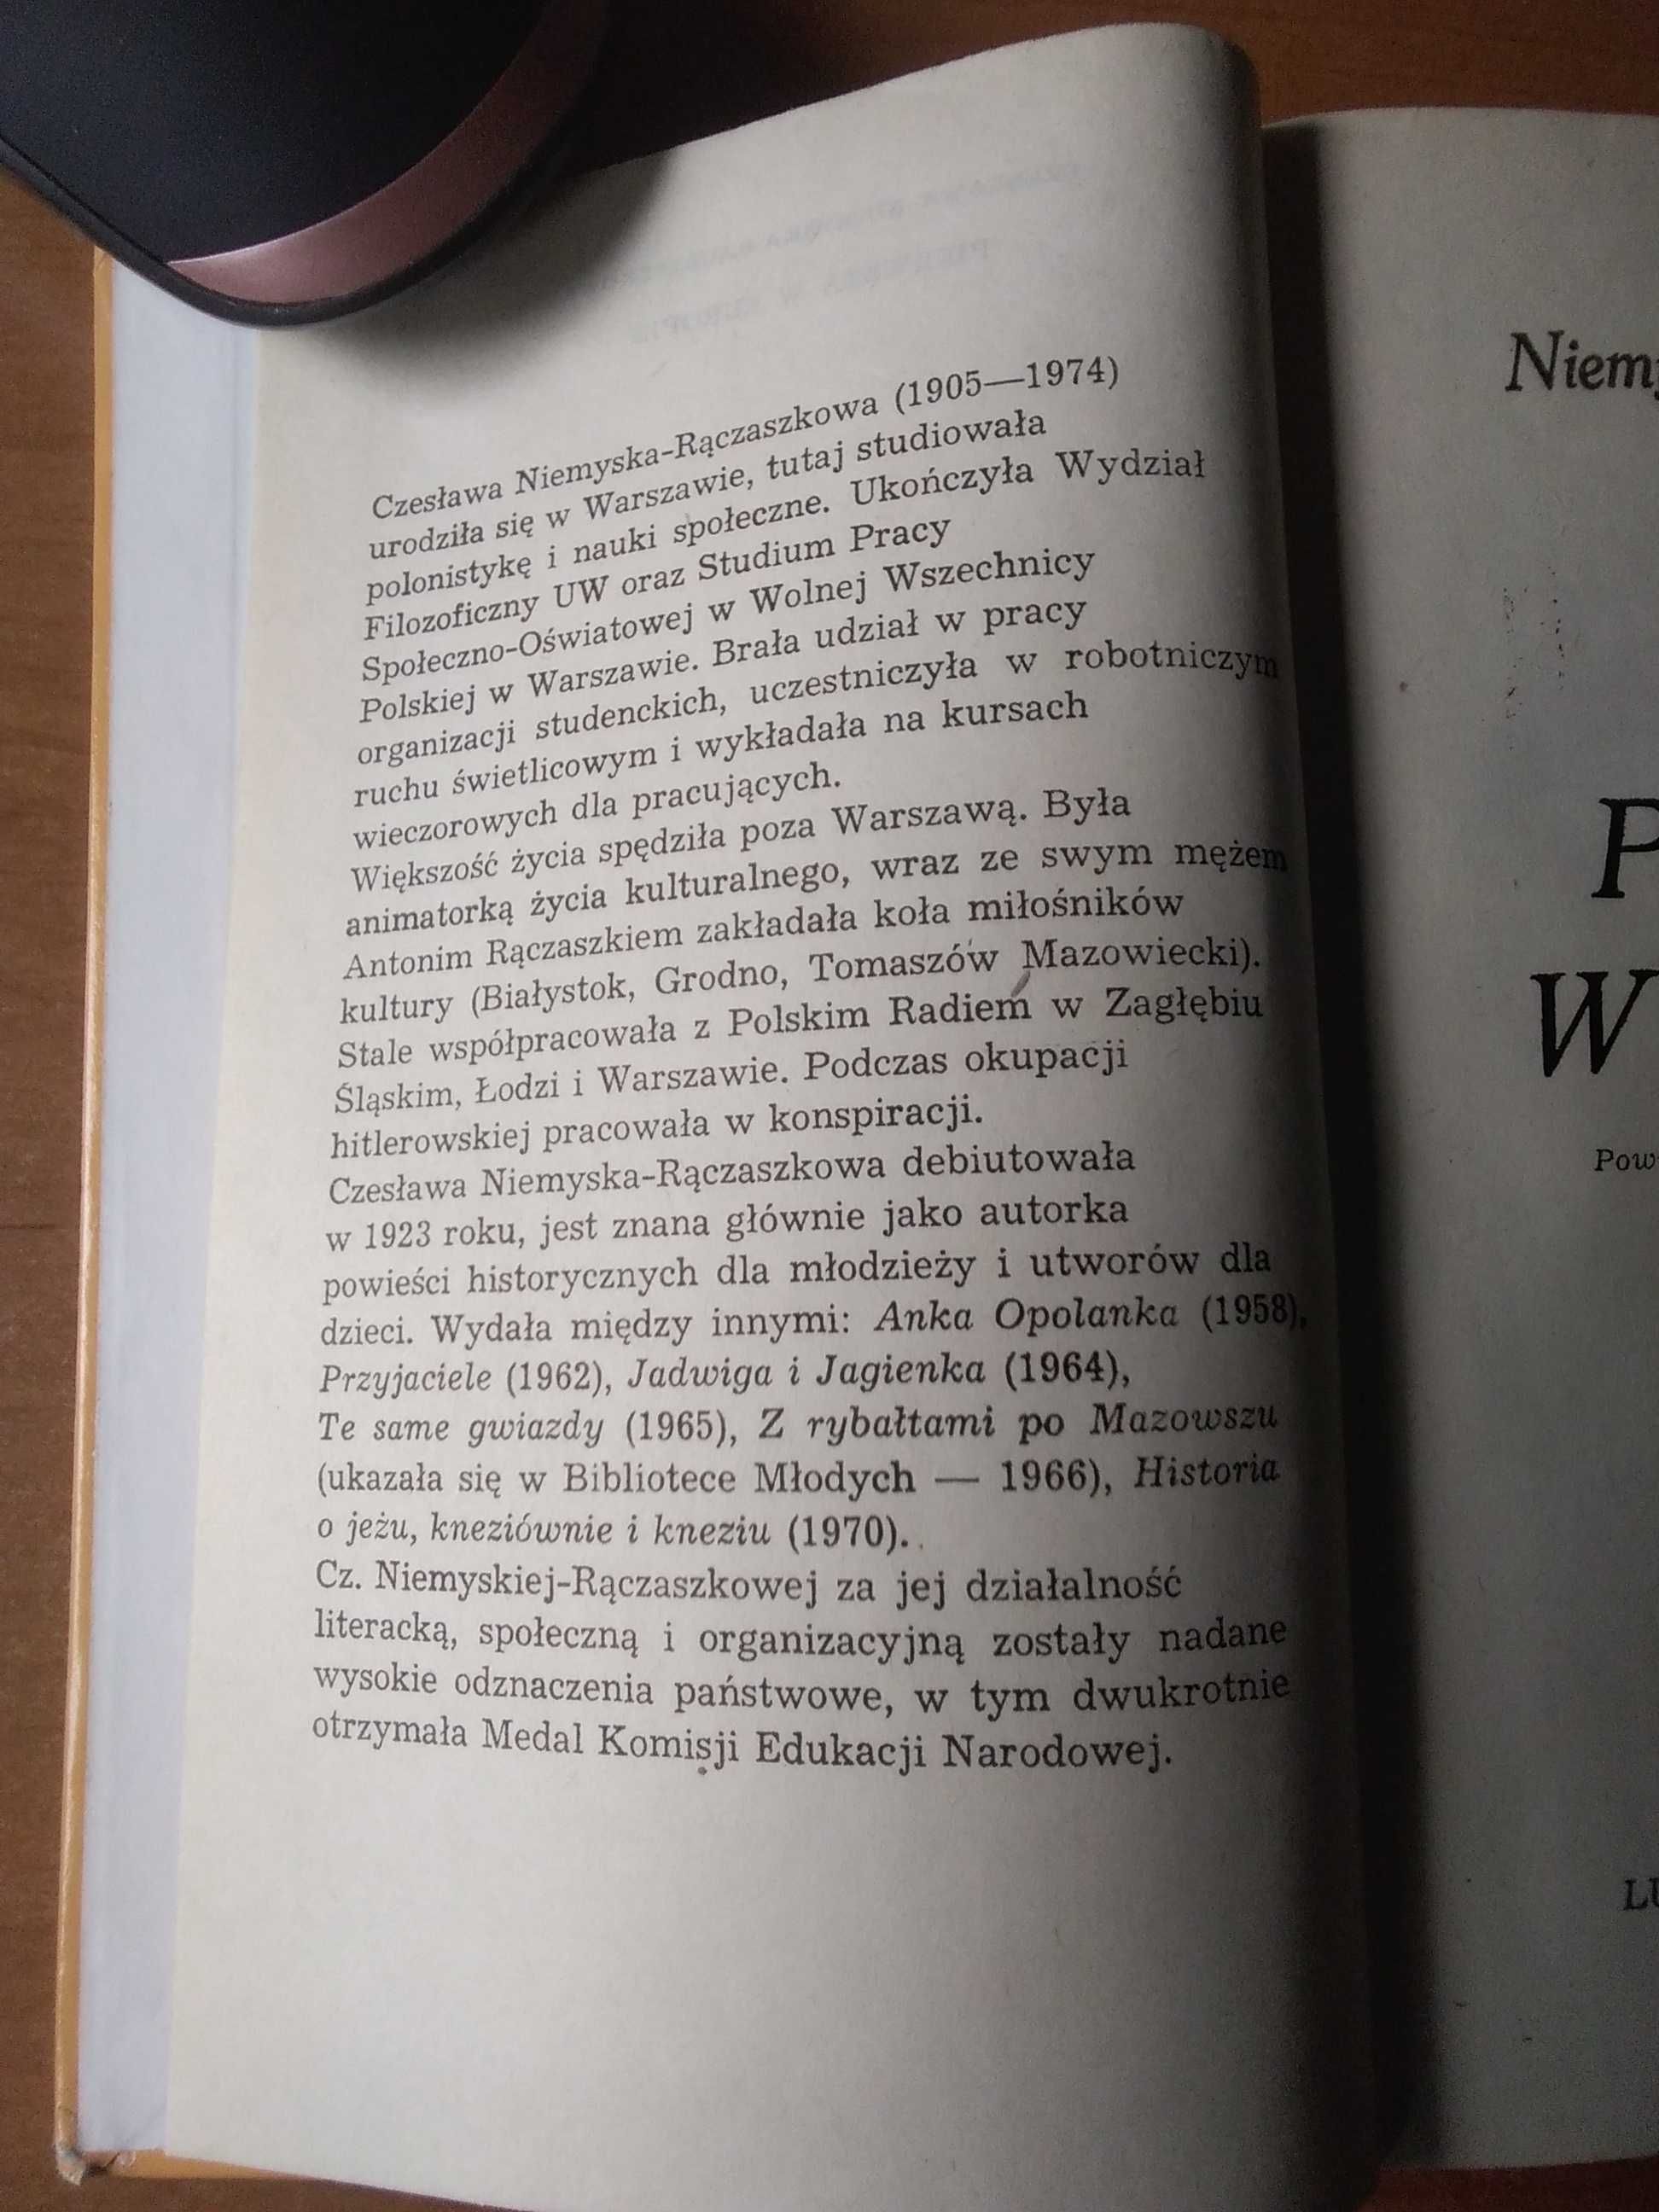 Czesława Niemyska-Rączaszkowa (1905—1974)
urodziła się w Warszawie, tutaj studiowała
polonistykę i nauki społeczne. Ukończyła Wydział
Filozoficzny UW oraz Studium Pracy
Społeczno-Oświatowej w Wolnej Wszechnicy
Polskiej w Warszawie. Brała udział w pracy
organizacji studenckich, uczestniczyła w robotniczym
ruchu świetlicowym i wykładała na kursach
wieczorowych dla pracujących.
Większość życia spędziła poza Warszawą. Była
animatorką życia kulturalnego, wraz ze swym mężem
Antonim Rączaszkiem zakładała koła miłośników
kultury (Białystok, Grodno, Tomaszów Mazowiecki).
Stale współpracowała z Polskim Radiem w Zagłębiu
Śląskim, Łodzi i Warszawie. Podczas okupacji
hitlerowskiej pracowała w konspiracji.
Czesława Niemyska-Rączaszkowa debiutowała
w 1923 roku, jest znana głównie jako autorka
powieści historycznych dla młodzieży i utworów dla
dzieci. Wydała między innymi: Anka Opolanka (1958),
Przyjaciele (1962), Jadwiga i Jagienka (1964),
Te same gwiazdy (1965), Z rybałtami po Mazowszu
(ukazała się w Bibliotece Młodych — 1966), Historia
o jeżu, kneziównie i kneziu (1970).
Cz. Niemyskiej-Rączaszkowej za jej działalność
literacką, społeczną i organizacyjną zostały nadane
wysokie odznaczenia państwowe, w tym dwukrotnie
otrzymała Medal Komisji Edukacji Narodowej.
Niem
P
W
Pow
LU